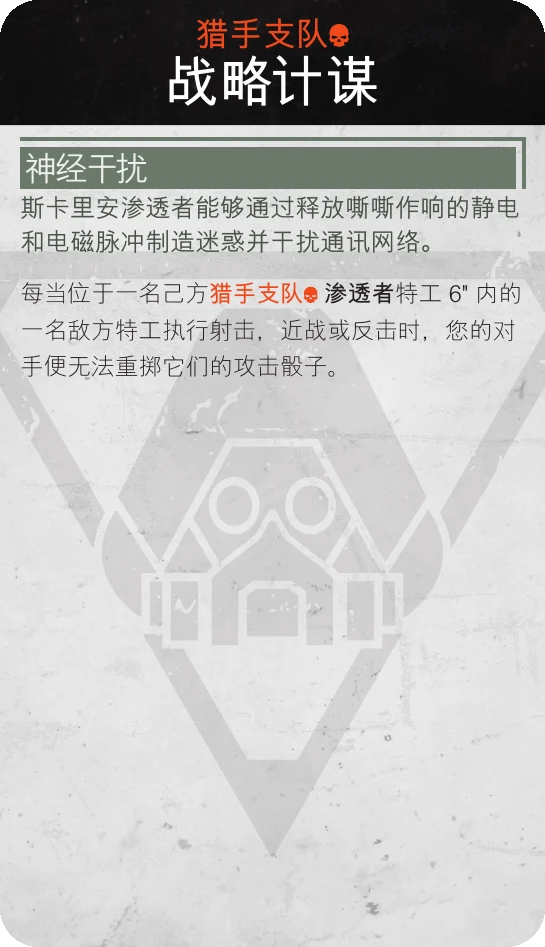 猎手支队
战略计谋
神经干扰
斯卡里安渗透者能够通过释放嘶嘶作响的静电
和电磁脉冲制造迷惑并干扰通讯网络。
每当位于一名己方猎手支队 渗透者特工 6" 内的
一名敌方特工执行射击，近战或反击时，您的对
手便无法重掷它们的攻击骰子。